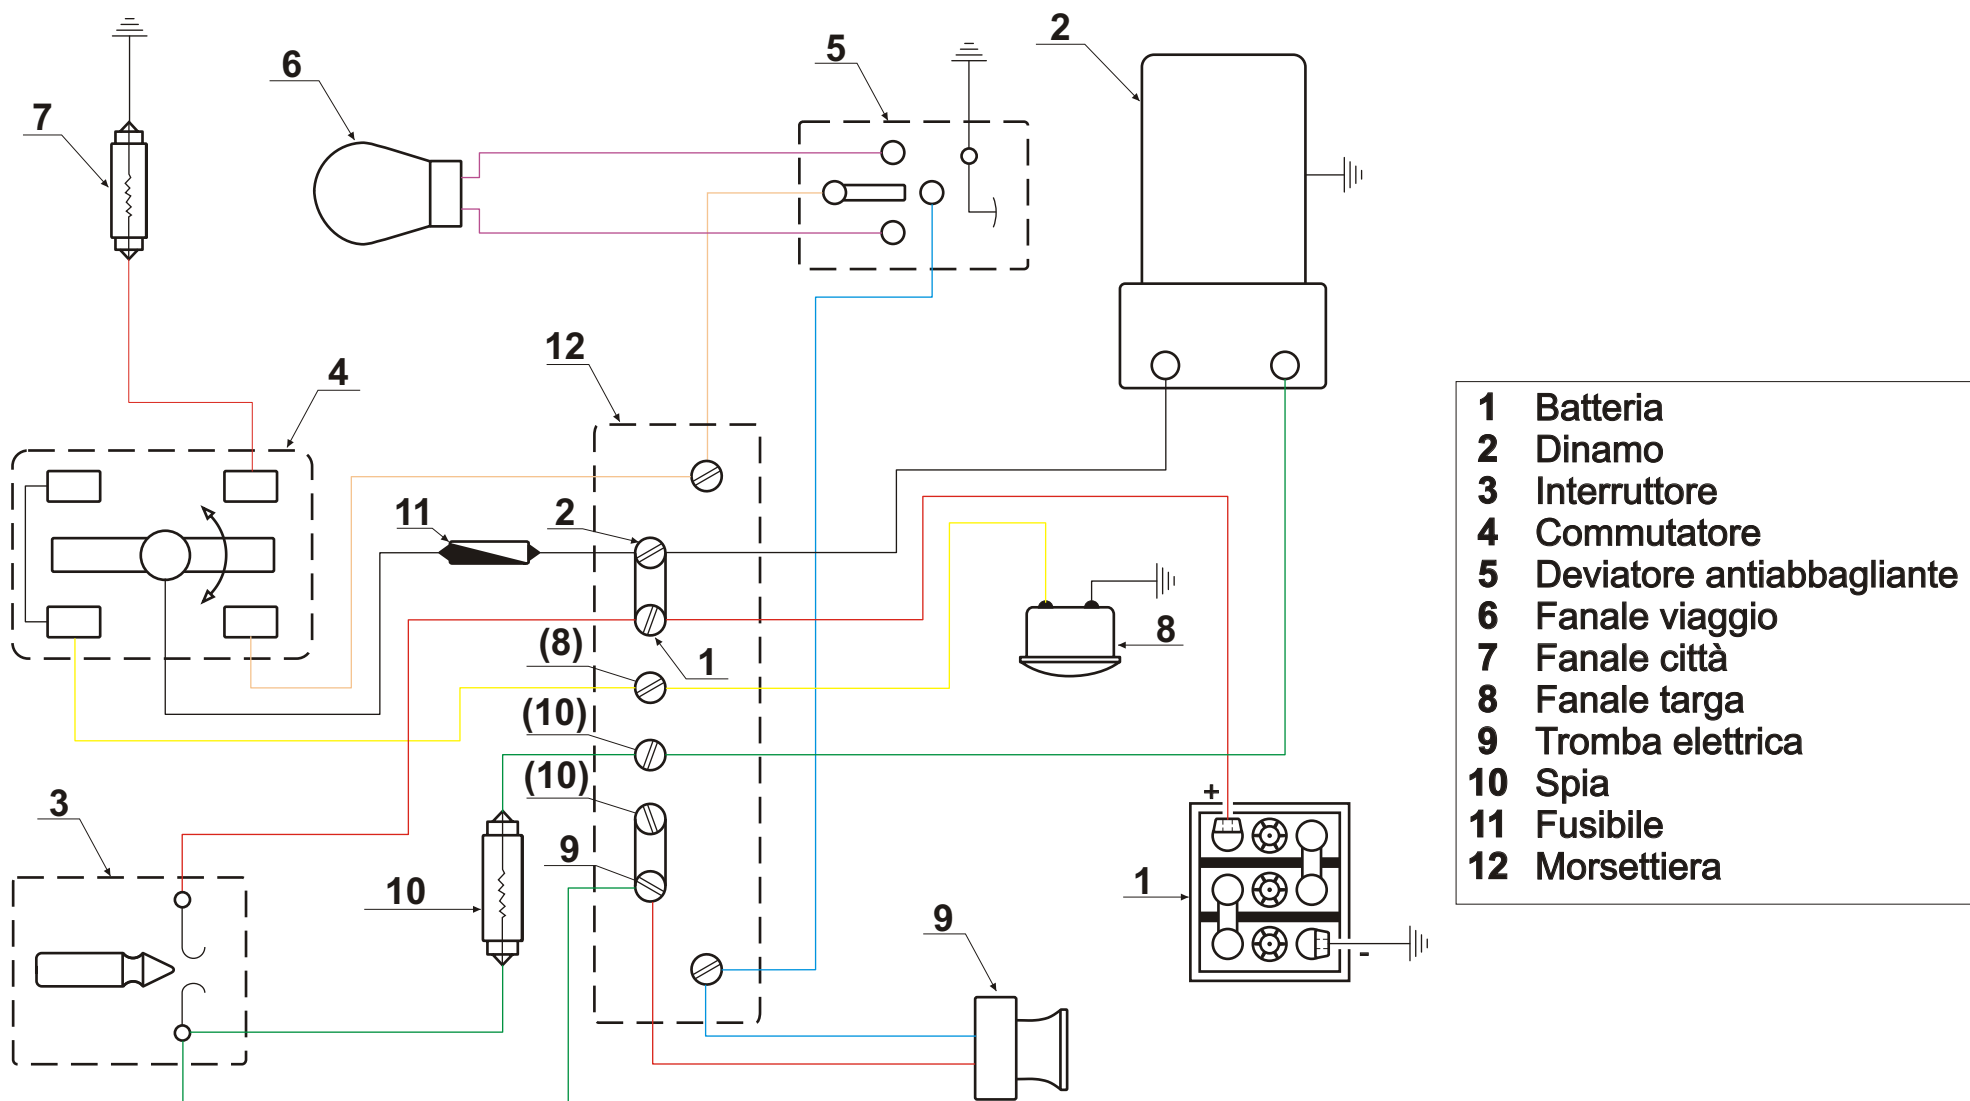 2
5
6
7
12
4
11
2
(8)
1
8
(10)
(10)
3
9
10
+
1
-
9
1 Batteria
2 Dinamo
3 Interruttore
4 Commutatore
5 Deviatore antiabbagliante
6 Fanale viaggio
7 Fanale città
8 Fanale targa
9 Tromba elettrica
10 Spia
11 Fusibile
12 Morsettiera